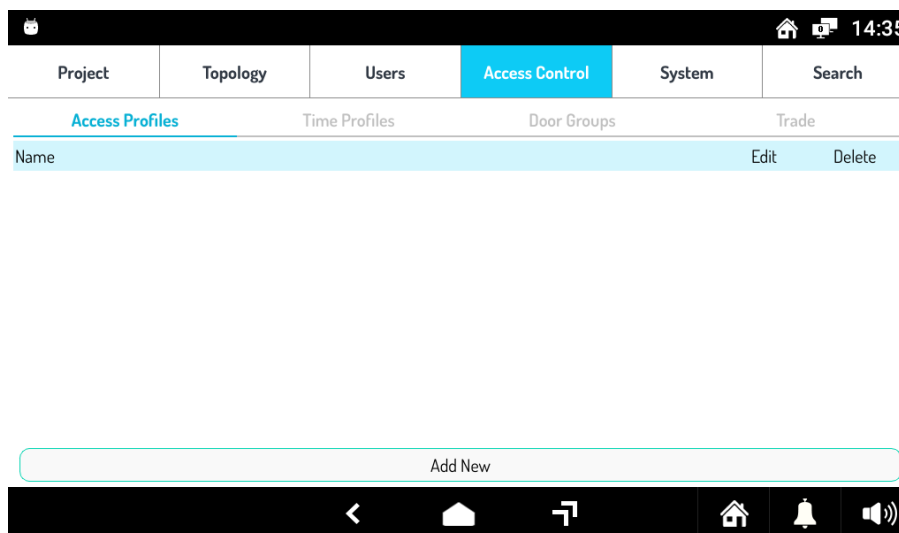 14:35
Project Topology Users Access Control System Search
Access Profiles Time Profiles Door Groups Trade
Name Edit Delete
Add New